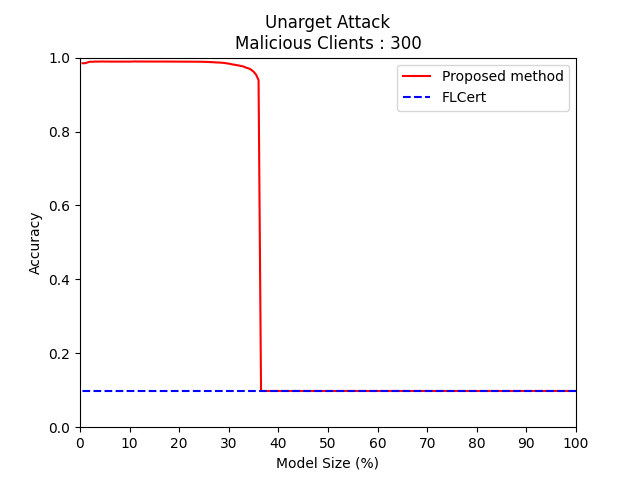 Unarget Attack
Malicious Clients : 300
1.0
0.8
0.6
0.4
0.2
0.0
Accuracy
Proposed method
FLCert
0 10 20 30 40 50 60 70 80 90 100
Model Size (%)